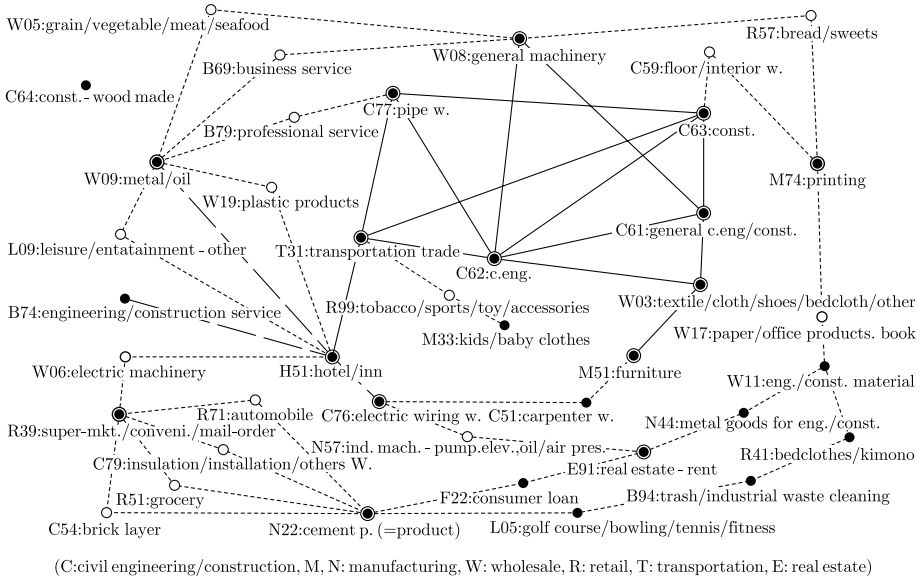 W05:grain/vegetable/meat/seafood
R57:bread/sweets
W08:general machinery
B69:business service
C59:floor/interior w.
C64:const.-wood made
C77:pipe w.
B79:professional service
C63:const.
W09:metal/oil
M74:printing
W19:plastic products
C61:general c.eng/const.
L09:leisure/entatainment-other
T31:transportation trade
C62:c.eng.
B74:engineering/construction service
R99:tobacco/sports/toy/accessories
W03:textile/cloth/shoes/bedcloth/other
M33:kids/baby clothes
W17:paper/office products. book
W06:electric machinery
H51:hotel/inn
M51:furniture
W11:eng./const. material
R71:automobile
C76:electric wiring w.
C51:carpenter w.
N44:metal goods for eng./const.
R39:super-mkt./conveni./mail-order
N57:ind. mach.-pump.elev.,oil/air pres.
R41:bedclothes/kimono
C79:insulation/installation/others W.
E91:real estate-rent
R51:grocery
F22:consumer loan
B94:trash/industrial waste cleaning
C54:brick layer
N22:cement p. (=product)
L05:golf course/bowling/tennis/fitness
(C:civil engineering/construction, M, N: manufacturing, W: wholesale, R: retail, T: transportation, E: real estate)